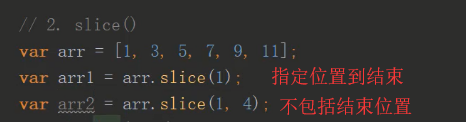 // 2. slice()
var arr = [1, 3, 5, 7, 9, 11];
var arr1 = arr.slice(1); 指定位置到结束
var arr2 = arr.slice(1, 4); 不包括结束位置